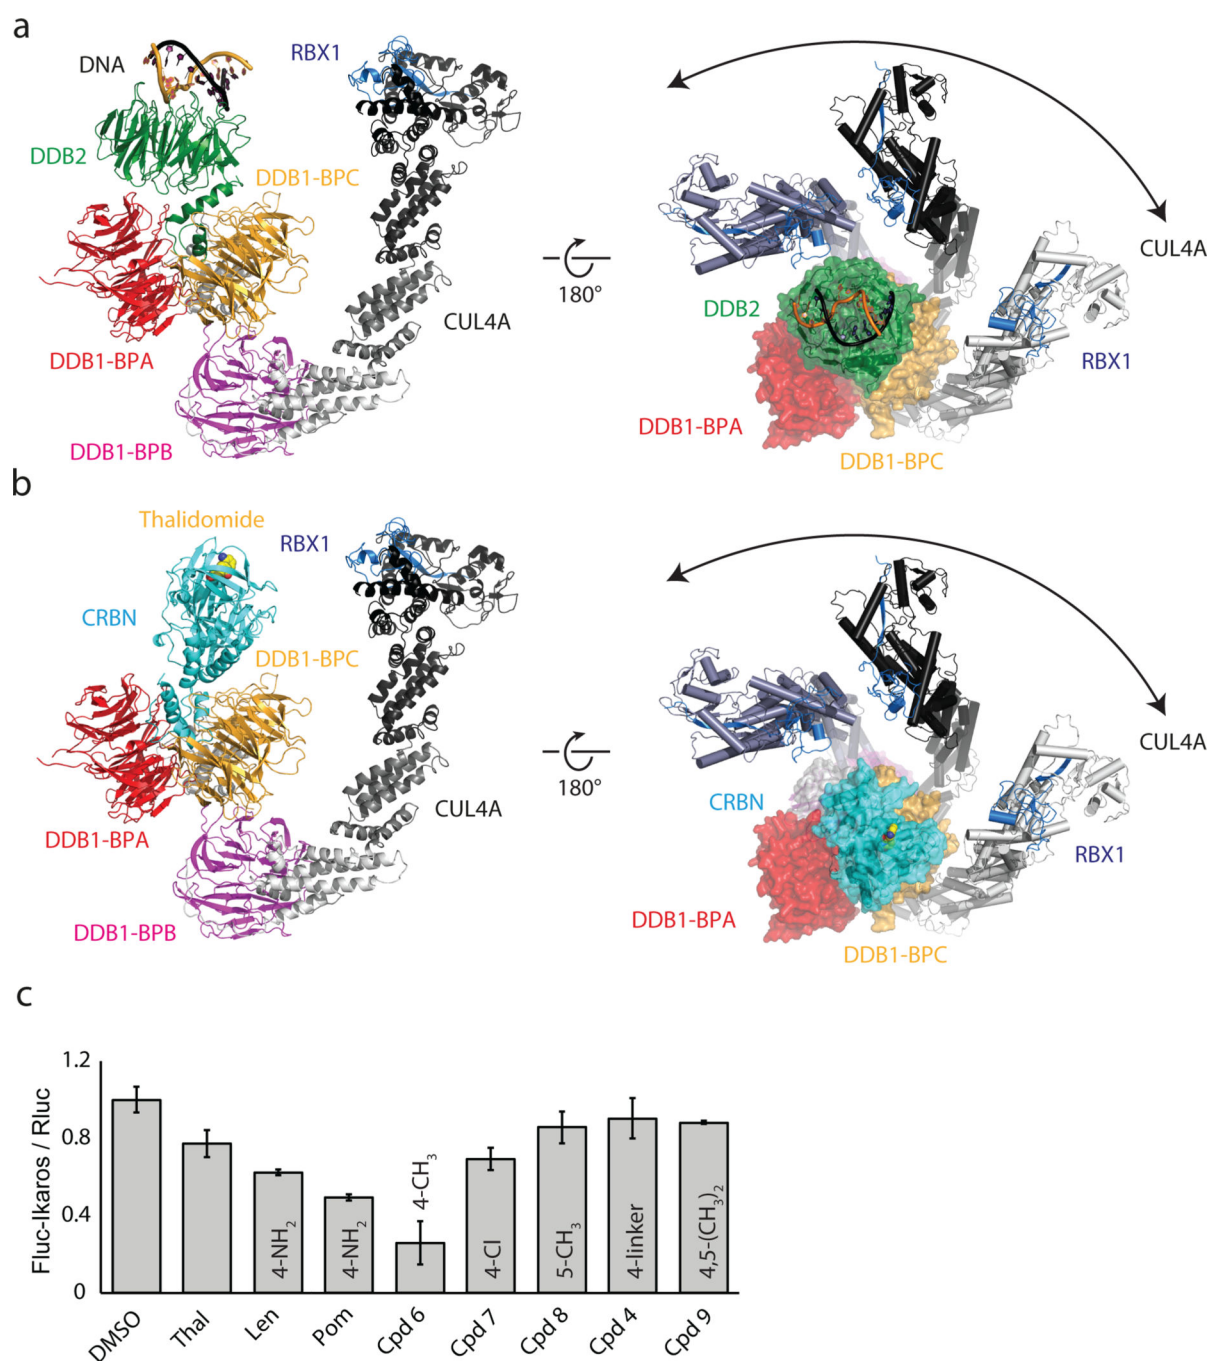 a
DNA
RBX1
DDB2
DDB1-BPC
DDB1-BPA
CUL4A
DDB1-BPB
180°
CUL4A
DDB2
RBX1
DDB1-BPA
DDB1-BPC
b
Thalidomide
RBX1
CRBN
DDB1-BPC
DDB1-BPA
CUL4A
DDB1-BPB
180°
CUL4A
CRBN
RBX1
DDB1-BPA
DDB1-BPC
c
Fluc-Ikaros / Rluc
1.2
0.8
0.4
0
4-NH₂
4-NH₂
4-CH₃
4-Cl
5-CH₃
4-linker
4,5-(CH₃)₂
DMSO
Thal
Len
Pom
Cpd 6
Cpd 7
Cpd 8
Cpd 4
Cpd 9